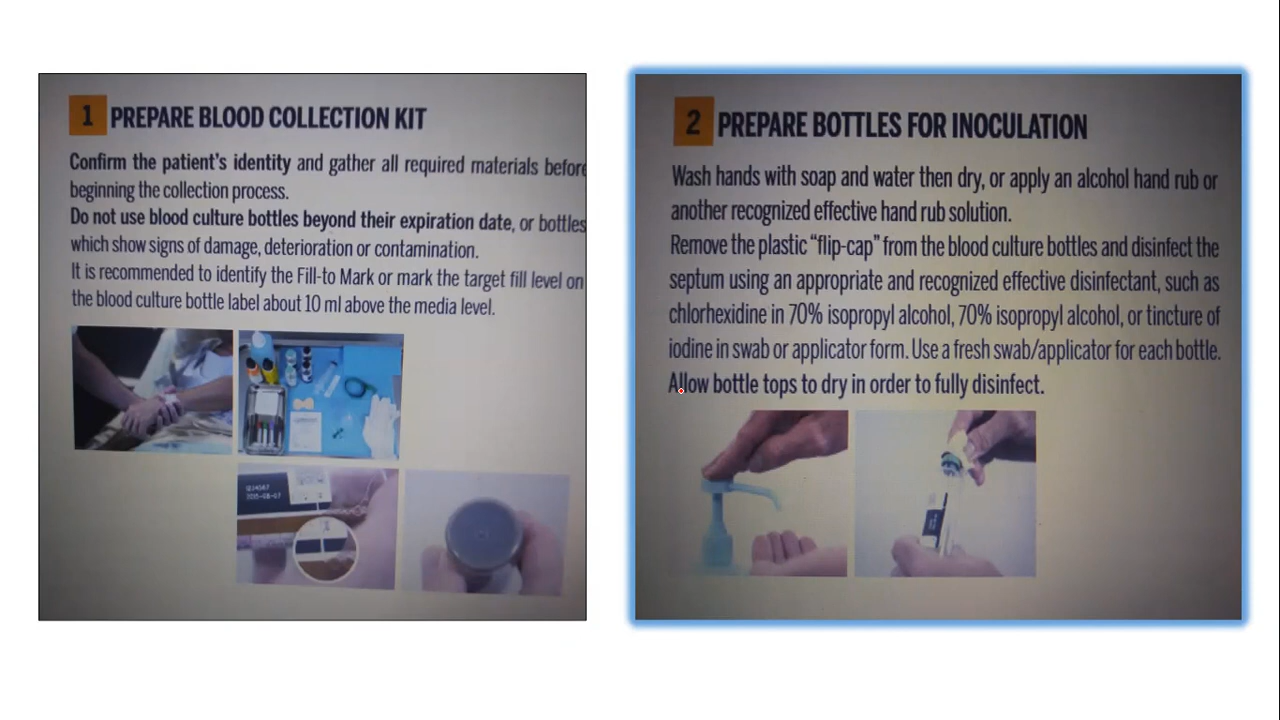 1 PREPARE BLOOD COLLECTION KIT
Confirm the patient's identity and gather all required materials before
beginning the collection process.
Do not use blood culture bottles beyond their expiration date, or bottles
which show signs of damage, deterioration or contamination.
It is recommended to identify the Fill-to Mark or mark the target fill level on
the blood culture bottle label about 10 ml above the media level.
2 PREPARE BOTTLES FOR INOCULATION
Wash hands with soap and water then dry, or apply an alcohol hand rub or
another recognized effective hand rub solution.
Remove the plastic “flip-cap” from the blood culture bottles and disinfect the
septum using an appropriate and recognized effective disinfectant, such as
chlorhexidine in 70% isopropyl alcohol, 70% isopropyl alcohol, or tincture of
iodine in swab or applicator form. Use a fresh swab/applicator for each bottle.
Allow bottle tops to dry in order to fully disinfect.